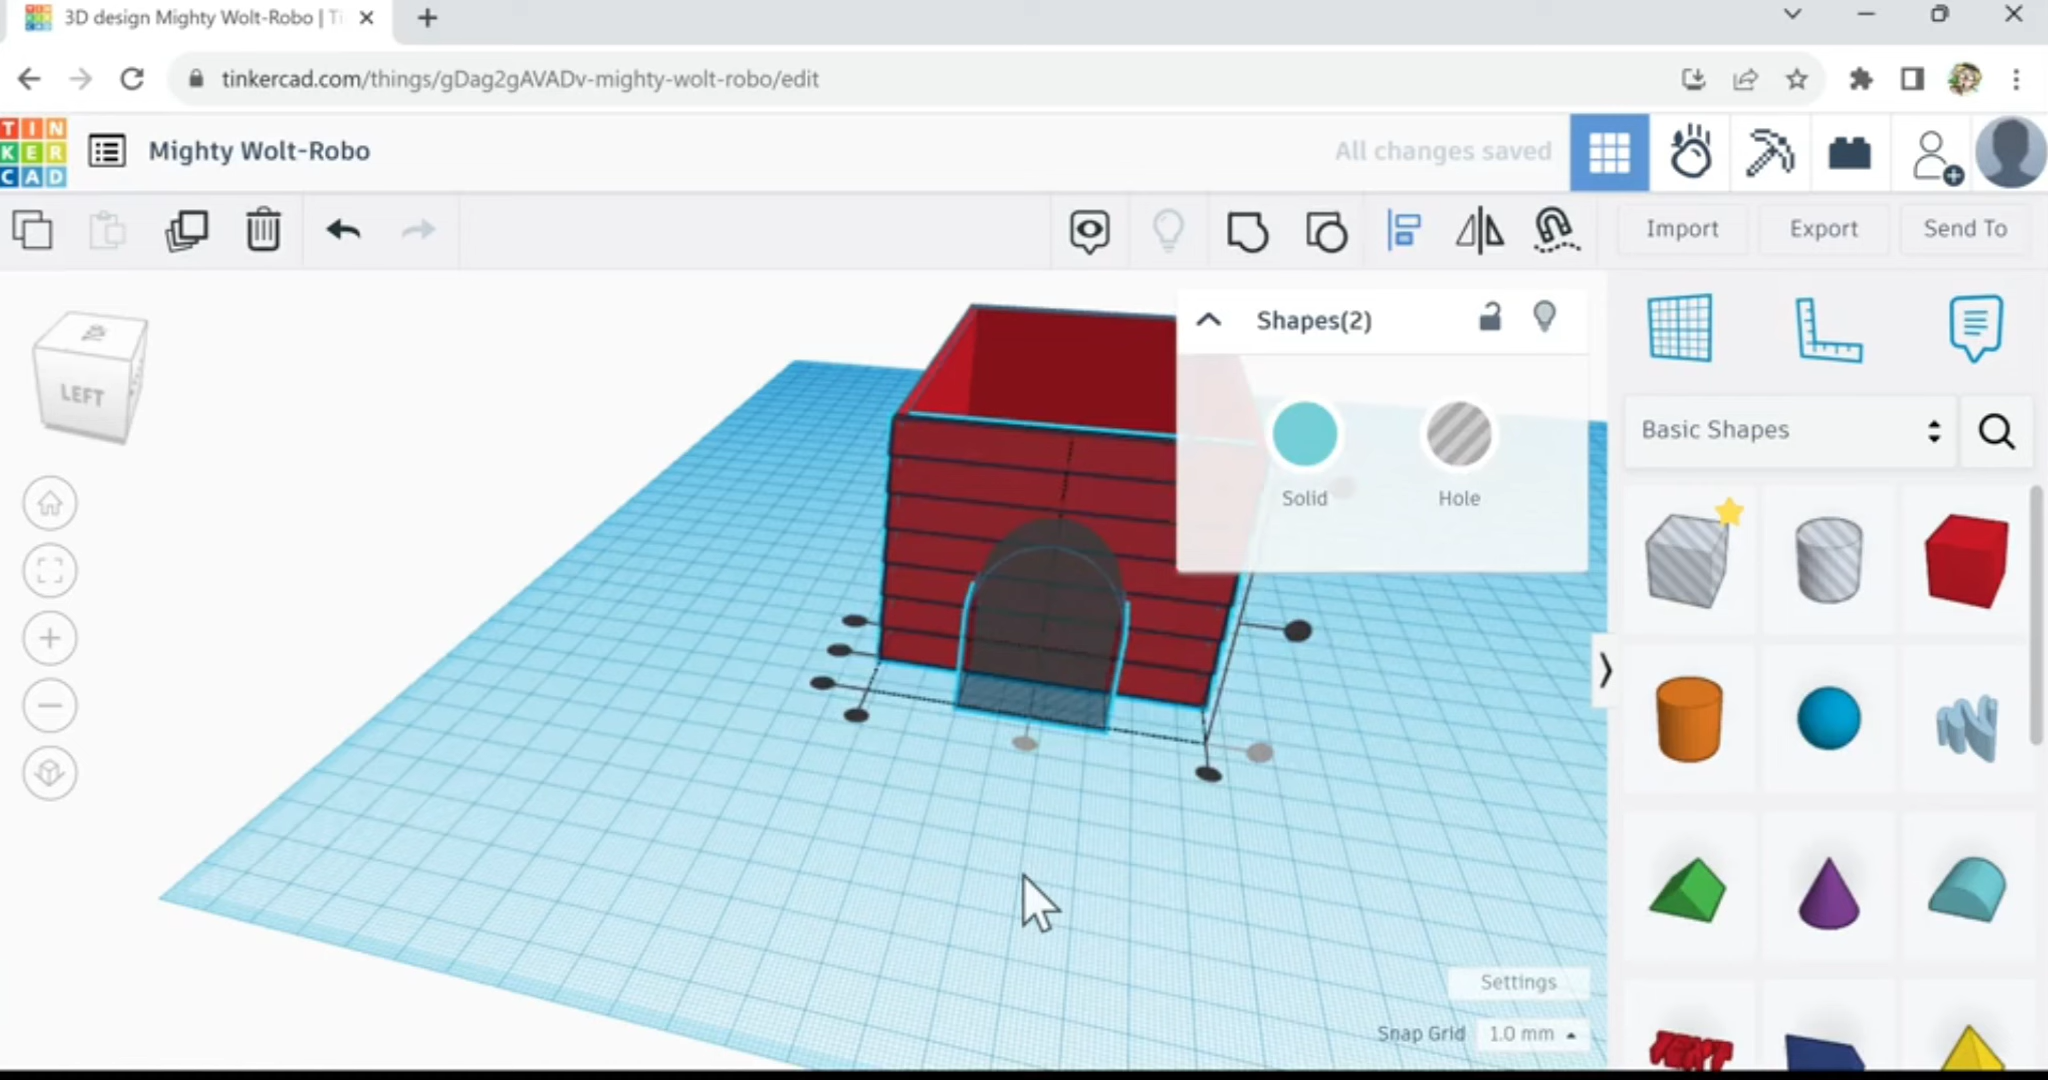 3D design Mighty Wolt-Robo | Ti
tinkercad.com/things/gDag2gAVADv-mighty-wolt-robo/edit
TIN
KER
CAD
Mighty Wolt-Robo
All changes saved
Import
Export
Send To
LEFT
Shapes(2)
Solid
Hole
Basic Shapes
TEXT
Settings
Snap Grid
1.0 mm